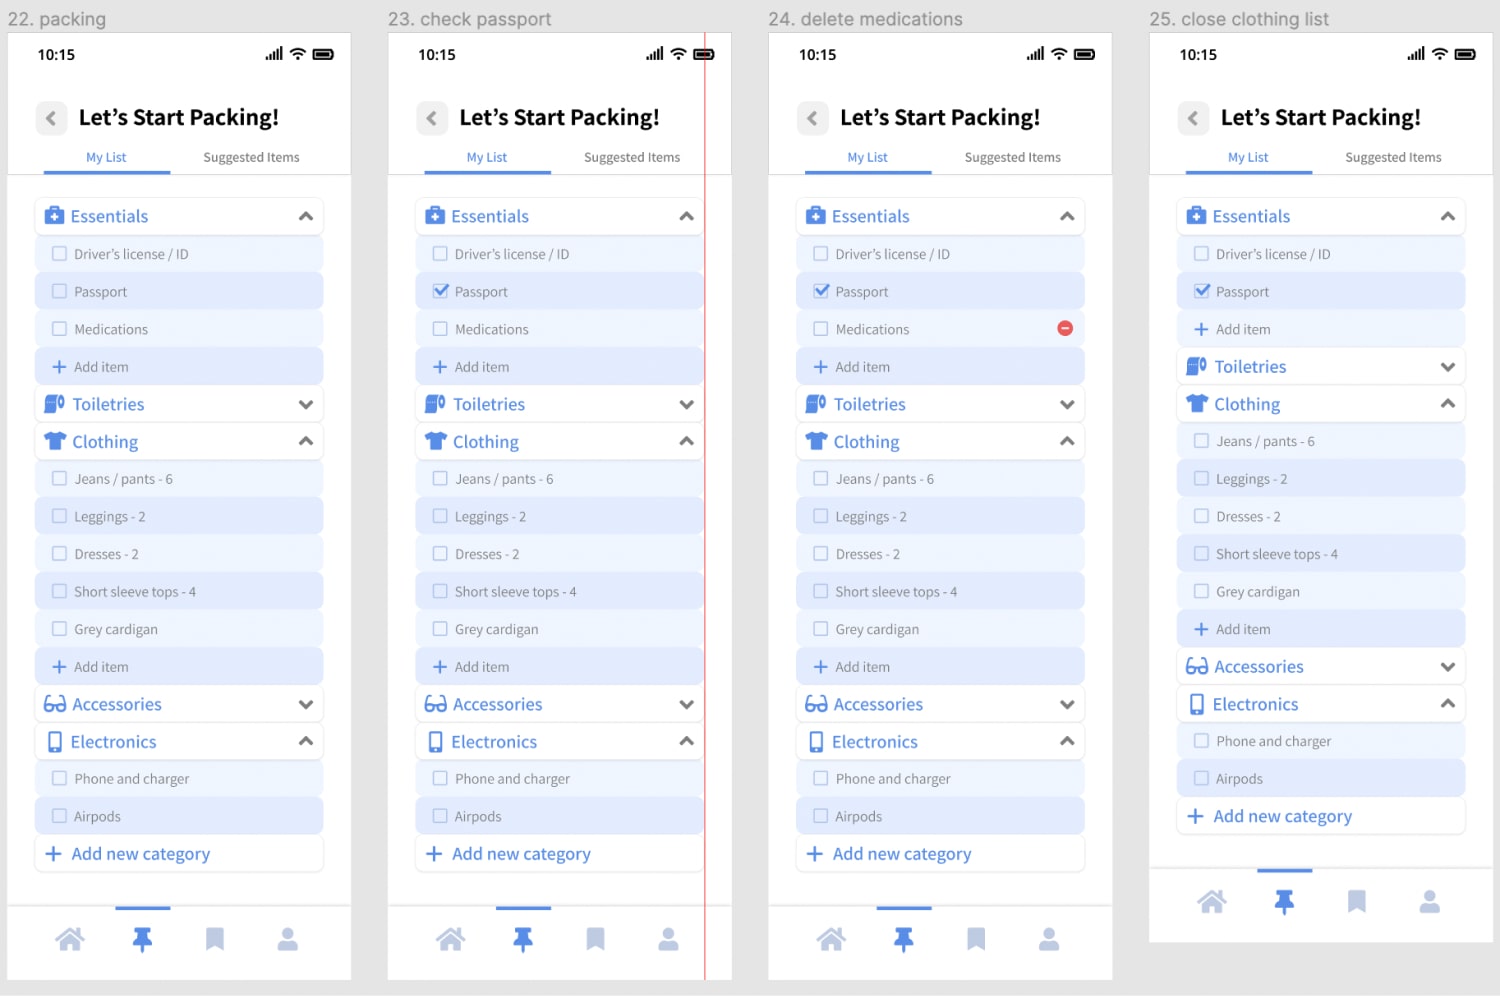 22. packing
10:15
Let's Start Packing!
My List
Suggested Items
Essentials
Driver's license / ID
Passport
Medications
Add item
Toiletries
Clothing
Jeans / pants - 6
Leggings - 2
Dresses - 2
Short sleeve tops - 4
Grey cardigan
Add item
Accessories
Electronics
Phone and charger
Airpods
Add new category
23. check passport
10:15
Let's Start Packing!
My List
Suggested Items
Essentials
Driver's license / ID
Passport
Medications
Add item
Toiletries
Clothing
Jeans / pants - 6
Leggings - 2
Dresses - 2
Short sleeve tops - 4
Grey cardigan
Add item
Accessories
Electronics
Phone and charger
Airpods
Add new category
24. delete medications
10:15
Let's Start Packing!
My List
Suggested Items
Essentials
Driver's license / ID
Passport
Medications
Add item
Toiletries
Clothing
Jeans / pants - 6
Leggings - 2
Dresses - 2
Short sleeve tops - 4
Grey cardigan
Add item
Accessories
Electronics
Phone and charger
Airpods
Add new category
25. close clothing list
10:15
Let's Start Packing!
My List
Suggested Items
Essentials
Driver's license / ID
Passport
Add item
Toiletries
Clothing
Jeans / pants - 6
Leggings - 2
Dresses - 2
Short sleeve tops - 4
Grey cardigan
Add item
Accessories
Electronics
Phone and charger
Airpods
Add new category